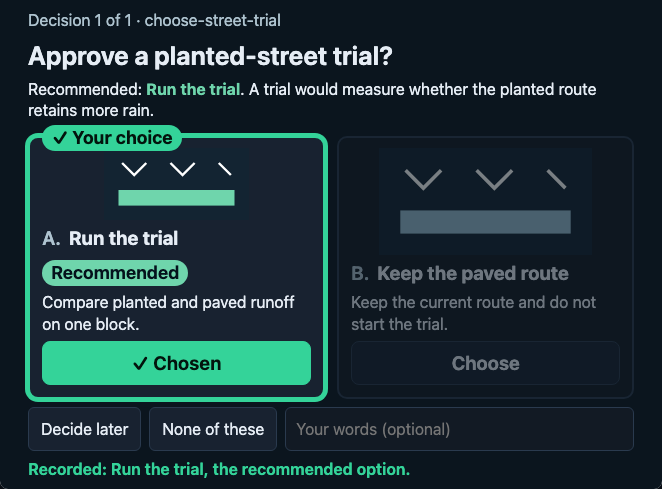 Decision 1 of 1 · choose-street-trial
Approve a planted-street trial?
Recommended: Run the trial. A trial would measure whether the planted route
retains more rain.
✓ Your choice
A. Run the trial
Recommended
Compare planted and paved runoff
on one block.
✓ Chosen
B. Keep the paved route
Keep the current route and do not
start the trial.
Choose
Decide later
None of these
Your words (optional)
Recorded: Run the trial, the recommended option.